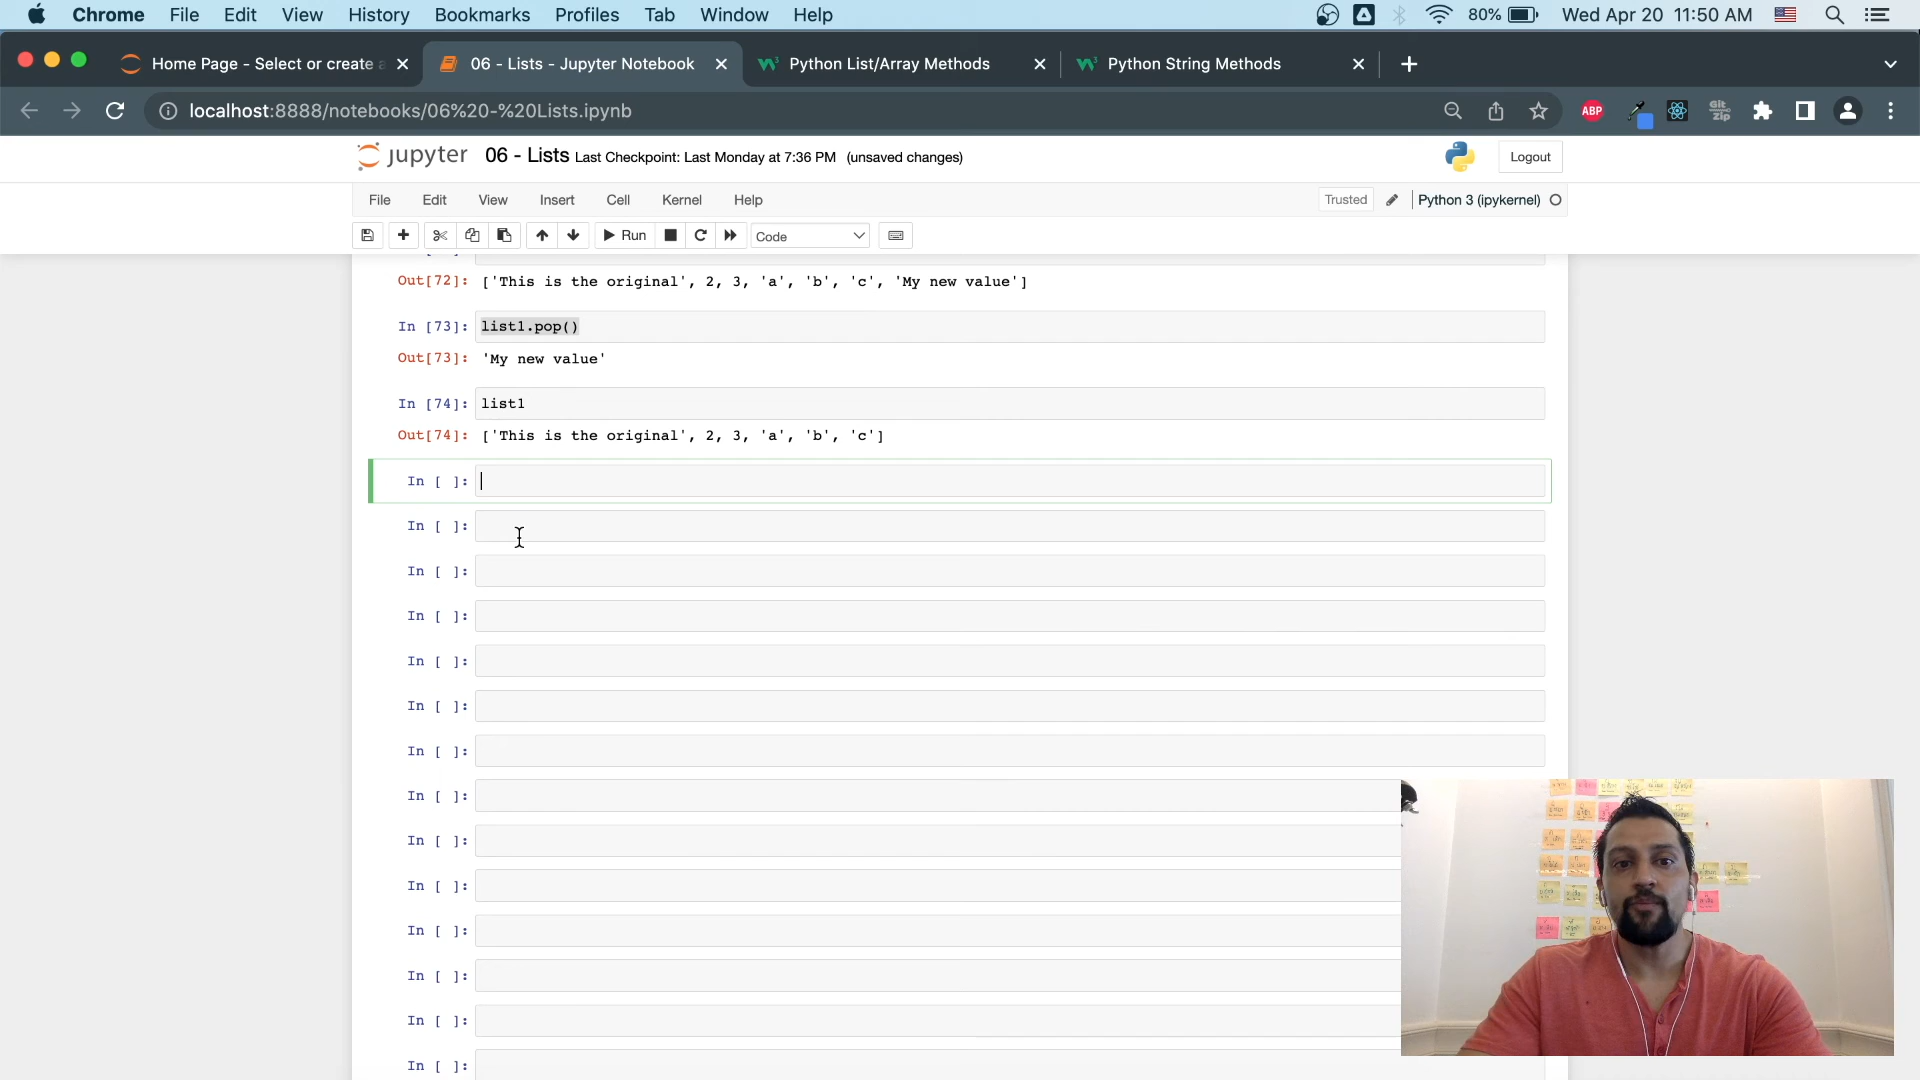 Chrome File Edit View History Bookmarks Profiles Tab Window Help 80% Wed Apr 20 11:50 AM
Home Page - Select or create a 06 - Lists - Jupyter Notebook Python List/Array Methods Python String Methods
localhost:8888/notebooks/06%20-%20Lists.ipynb ABP Git Zip
jupyter 06 - Lists Last Checkpoint: Last Monday at 7:36 PM (unsaved changes) Logout
File Edit View Insert Cell Kernel Help Trusted Python 3 (ipykernel)
Run Code
Out[72]: ['This is the original', 2, 3, 'a', 'b', 'c', 'My new value']
In [73]: list1.pop()
Out[73]: 'My new value'
In [74]: list1
Out[74]: ['This is the original', 2, 3, 'a', 'b', 'c']
In [ ]:
In [ ]:
In [ ]:
In [ ]:
In [ ]:
In [ ]:
In [ ]:
In [ ]:
In [ ]:
In [ ]:
In [ ]:
In [ ]:
In [ ]:
In [ ]: